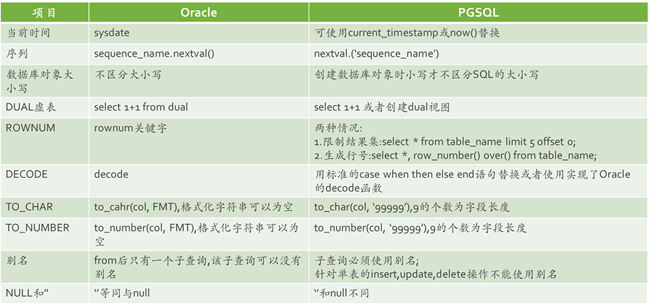 项目 Oracle PGSQL
当前时间 sysdate 可使用current_timestamp或now()替换
序列 sequence_name.nextval() nextval.('sequence_name')
数据库对象大小写 不区分大小写 创建数据库对象时小写才不区分SQL的大小写
DUAL虚表 select 1+1 from dual select 1+1 或者创建dual视图
ROWNUM rownum关键字 两种情况:
1.限制结果集:select * from table_name limit 5 offset 0;
2.生成行号:select *, row_number() over() from table_name;
DECODE decode 用标准的case when then else end语句替换或者使用实现了Oracle
的decode函数
TO_CHAR to_cahr(col, FMT),格式化字符串可以为空 to_char(col, '99999'),9的个数为字段长度
TO_NUMBER to_number(col, FMT),格式化字符串可以为
空 to_number(col, '99999'),9的个数为字段长度
别名 from后只有一个子查询,该子查询可以没有
别名 子查询必须使用别名;
针对单表的insert,update,delete操作不能使用别名
NULL和'' ''等同与null ''和null不同